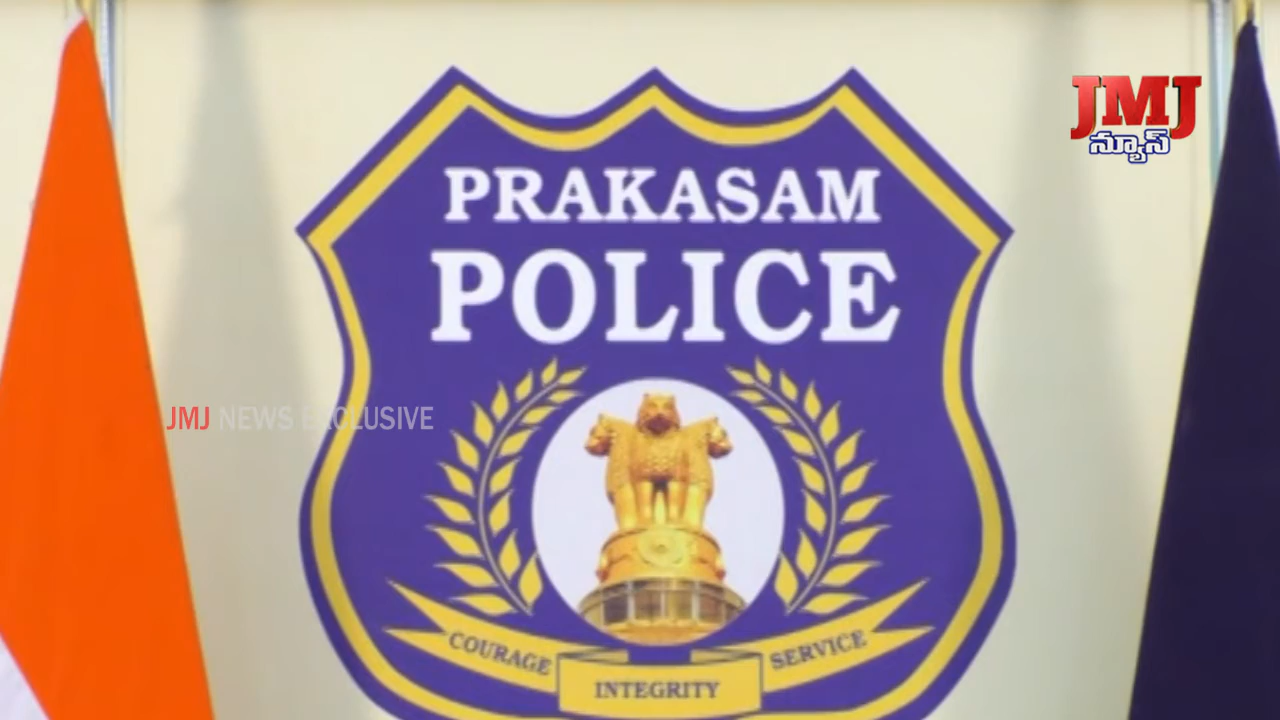 JMJ
న్యూస్
PRAKASAM
POLICE
JMJ NEWS EXCLUSIVE
COURAGE
INTEGRITY
SERVICE